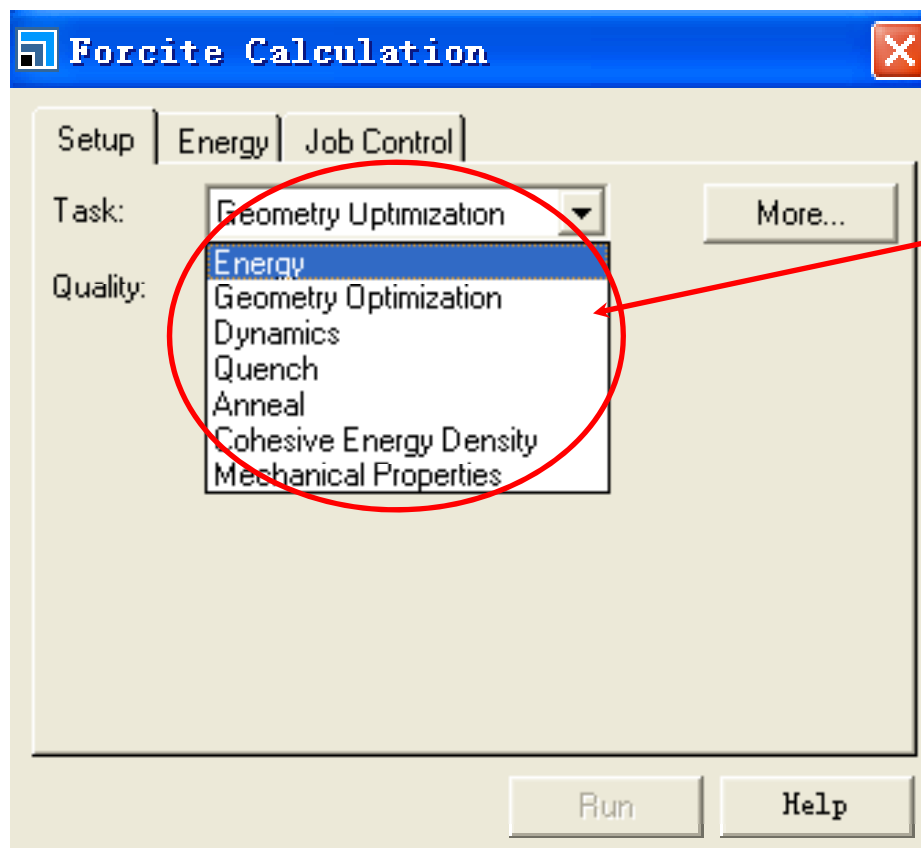 Forcite Calculation
Setup Energy Job Control
Task: Geometry Optimization More...
Energy
Quality:
Geometry Optimization
Dynamics
Quench
Anneal
Cohesive Energy Density
Mechanical Properties
Run Help